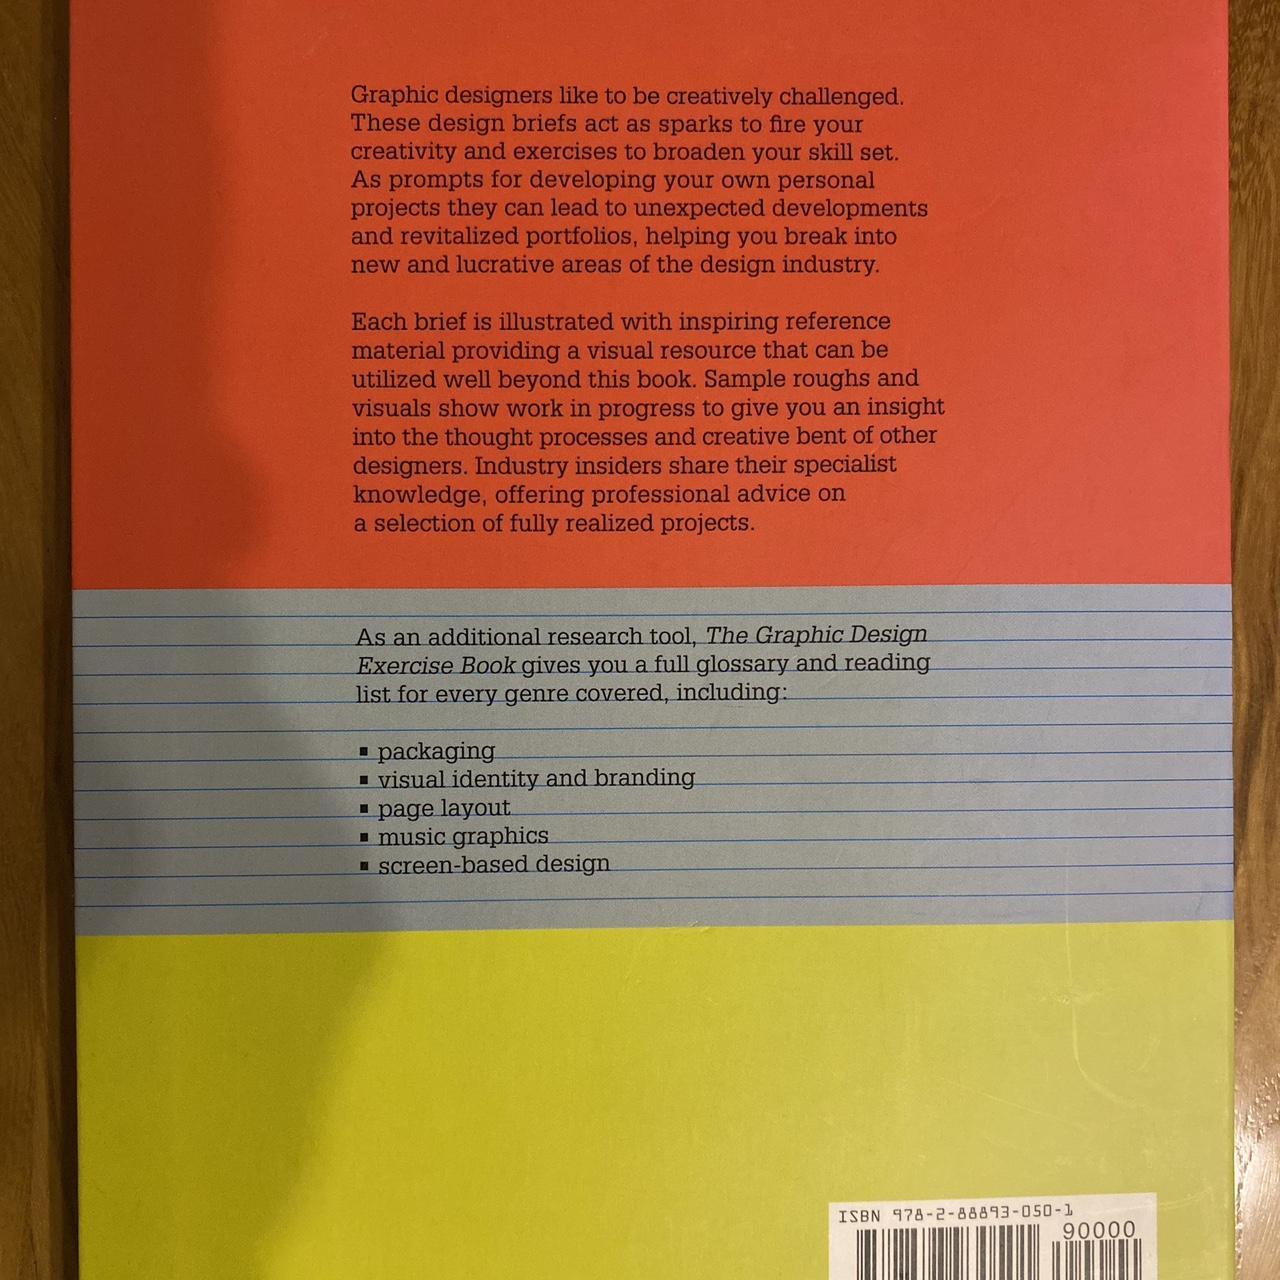 Graphic designers like to be creatively challenged.
These design briefs act as sparks to fire your
creativity and exercises to broaden your skill set.
As prompts for developing your own personal
projects they can lead to unexpected developments
and revitalized portfolios, helping you break into
new and lucrative areas of the design industry.
Each brief is illustrated with inspiring reference
material providing a visual resource that can be
utilized well beyond this book. Sample roughs and
visuals show work in progress to give you an insight
into the thought processes and creative bent of other
designers. Industry insiders share their specialist
knowledge, offering professional advice on
a selection of fully realized projects.
As an additional research tool, The Graphic Design
Exercise Book gives you a full glossary and reading
list for every genre covered, including:
▪ packaging
▪ visual identity and branding
▪ page layout
▪ music graphics
▪ screen-based design
ISBN 978-2-88893-050-1
90000